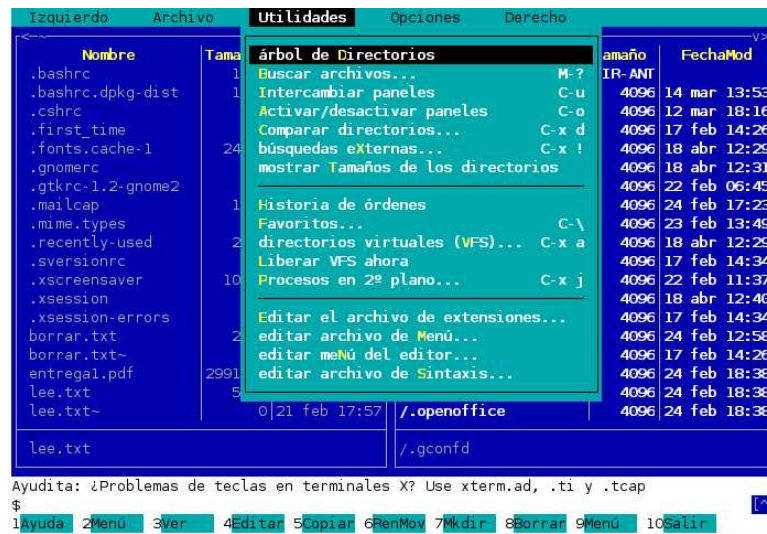 Izquierdo Archivo Utilidades Opciones Derecho
<-~ v>
Nombre Tama árbol de Directorios amaño FechaMod
.bashrc 1 Buscar archivos... M-? IR-ANT
.bashrc.dpkg-dist 1 Intercambiar paneles C-u 4096 14 mar 13:53
.cshrc Activar/desactivar paneles C-o 4096 12 mar 18:16
.first_time Comparar directorios... C-x d 4096 17 feb 14:26
.fonts.cache-1 24 búsquedas eXternas... C-x ! 4096 18 abr 12:29
.gnomerc mostrar Tamaños de los directorios 4096 18 abr 12:31
.gtkrc-1.2-gnome2 4096 22 feb 06:45
.mailcap 1 Historia de órdenes 4096 24 feb 17:23
.mime.types Favoritos... C-\ 4096 23 feb 13:49
.recently-used 2 directorios virtuales (VFS)... C-x a 4096 18 abr 12:29
.sversionrc Liberar VFS ahora 4096 17 feb 14:34
.xscreensaver 10 Procesos en 2º plano... C-x j 4096 22 feb 11:37
.xsession 4096 18 abr 12:40
.xsession-errors Editar el archivo de extensiones... 4096 17 feb 14:34
borrar.txt 2 editar archivo de Menú... 4096 24 feb 12:58
borrar.txt~ editar meNú del editor... 4096 17 feb 14:26
entrega1.pdf 2991 editar archivo de Sintaxis... 4096 24 feb 18:38
lee.txt 5 4096 24 feb 18:38
lee.txt~ 0 21 feb 17:57 /.openoffice 4096 24 feb 18:38
lee.txt /.gconfd
Ayudita: ¿Problemas de teclas en terminales X? Use xterm.ad, .ti y .tcap
$ [^
1Ayuda 2Menú 3Ver 4Editar 5Copiar 6RenMov 7Mkdir 8Borrar 9Menú 10Salir